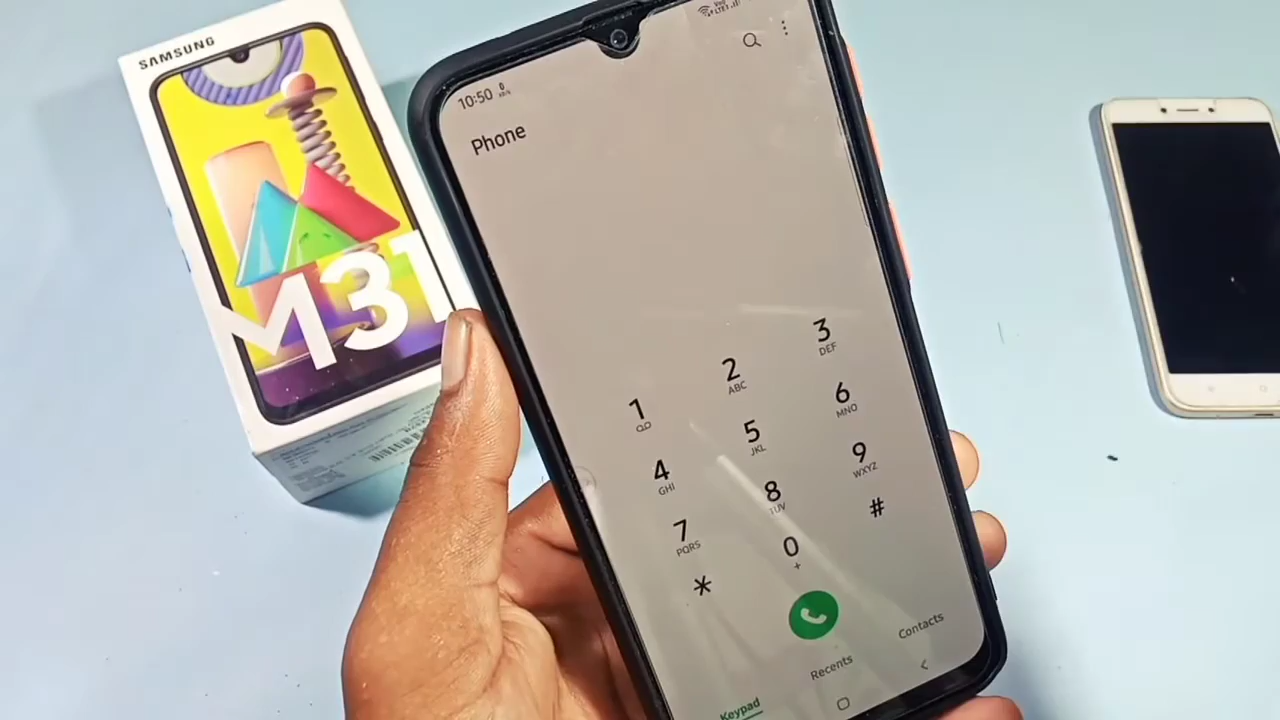 SAMSUNG
M31
10:50
Phone
1
2
ABC
3
DEF
4
GHI
5
JKL
6
MNO
7
PQRS
8
TUV
9
WXYZ
*
0
+
#
Keypad
Recents
Contacts